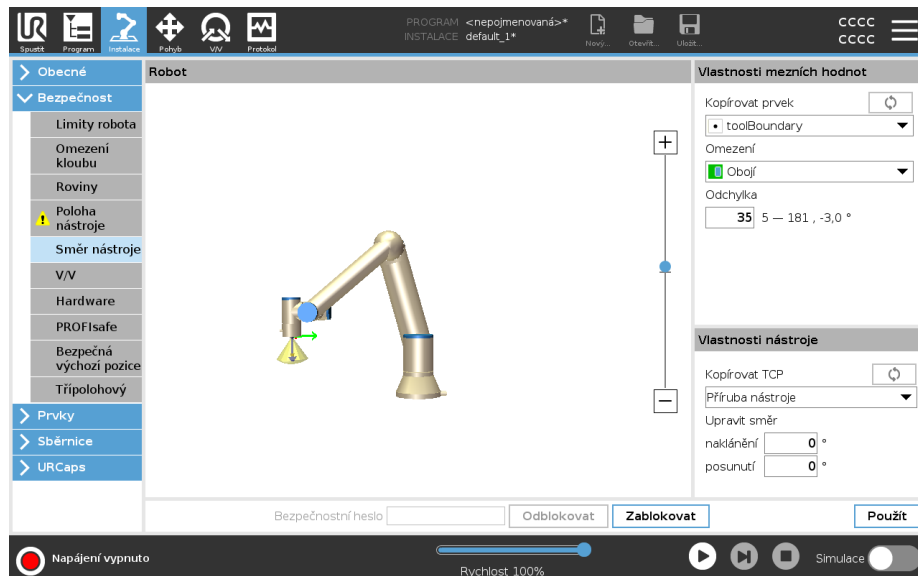 PROGRAM <nepojmenovaná>*
INSTALACE default_1*
Spustit
Program
Instalace
Pohyb
V/V
Protokol
Nový...
Otevřít...
Uložit...
CCCC
CCCC
Obecné
Bezpečnost
Limity robota
Omezení
kloubu
Roviny
Poloha
nástroje
Směr nástroje
V/V
Hardware
PROFIsafe
Bezpečná
výchozí pozice
Třípolohový
Prvky
Sběrnice
URCaps
Robot
Vlastnosti mezních hodnot
Kopírovat prvek
toolBoundary
Omezení
Obojí
Odchylka
35 5 — 181 , -3,0 °
Vlastnosti nástroje
Kopírovat TCP
Příruba nástroje
Upravit směr
naklánění 0 °
posunutí 0 °
Bezpečnostní heslo
Odblokovat
Zablokovat
Použít
Napájení vypnuto
Rychlost 100%
Simulace